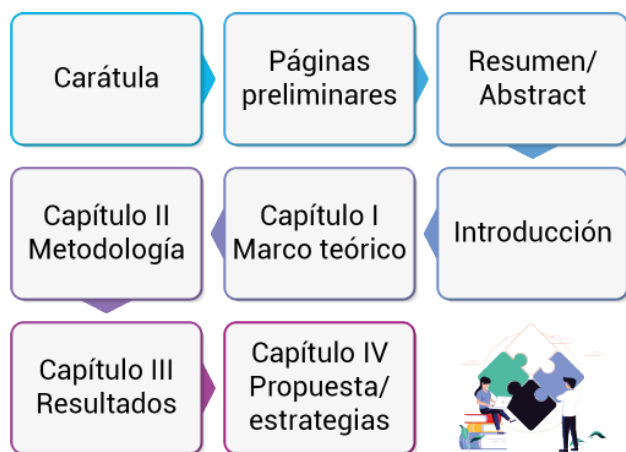 Carátula
Páginas
preliminares
Resumen/
Abstract
Introducción
Capítulo I
Marco teórico
Capítulo II
Metodología
Capítulo III
Resultados
Capítulo IV
Propuesta/
estrategias